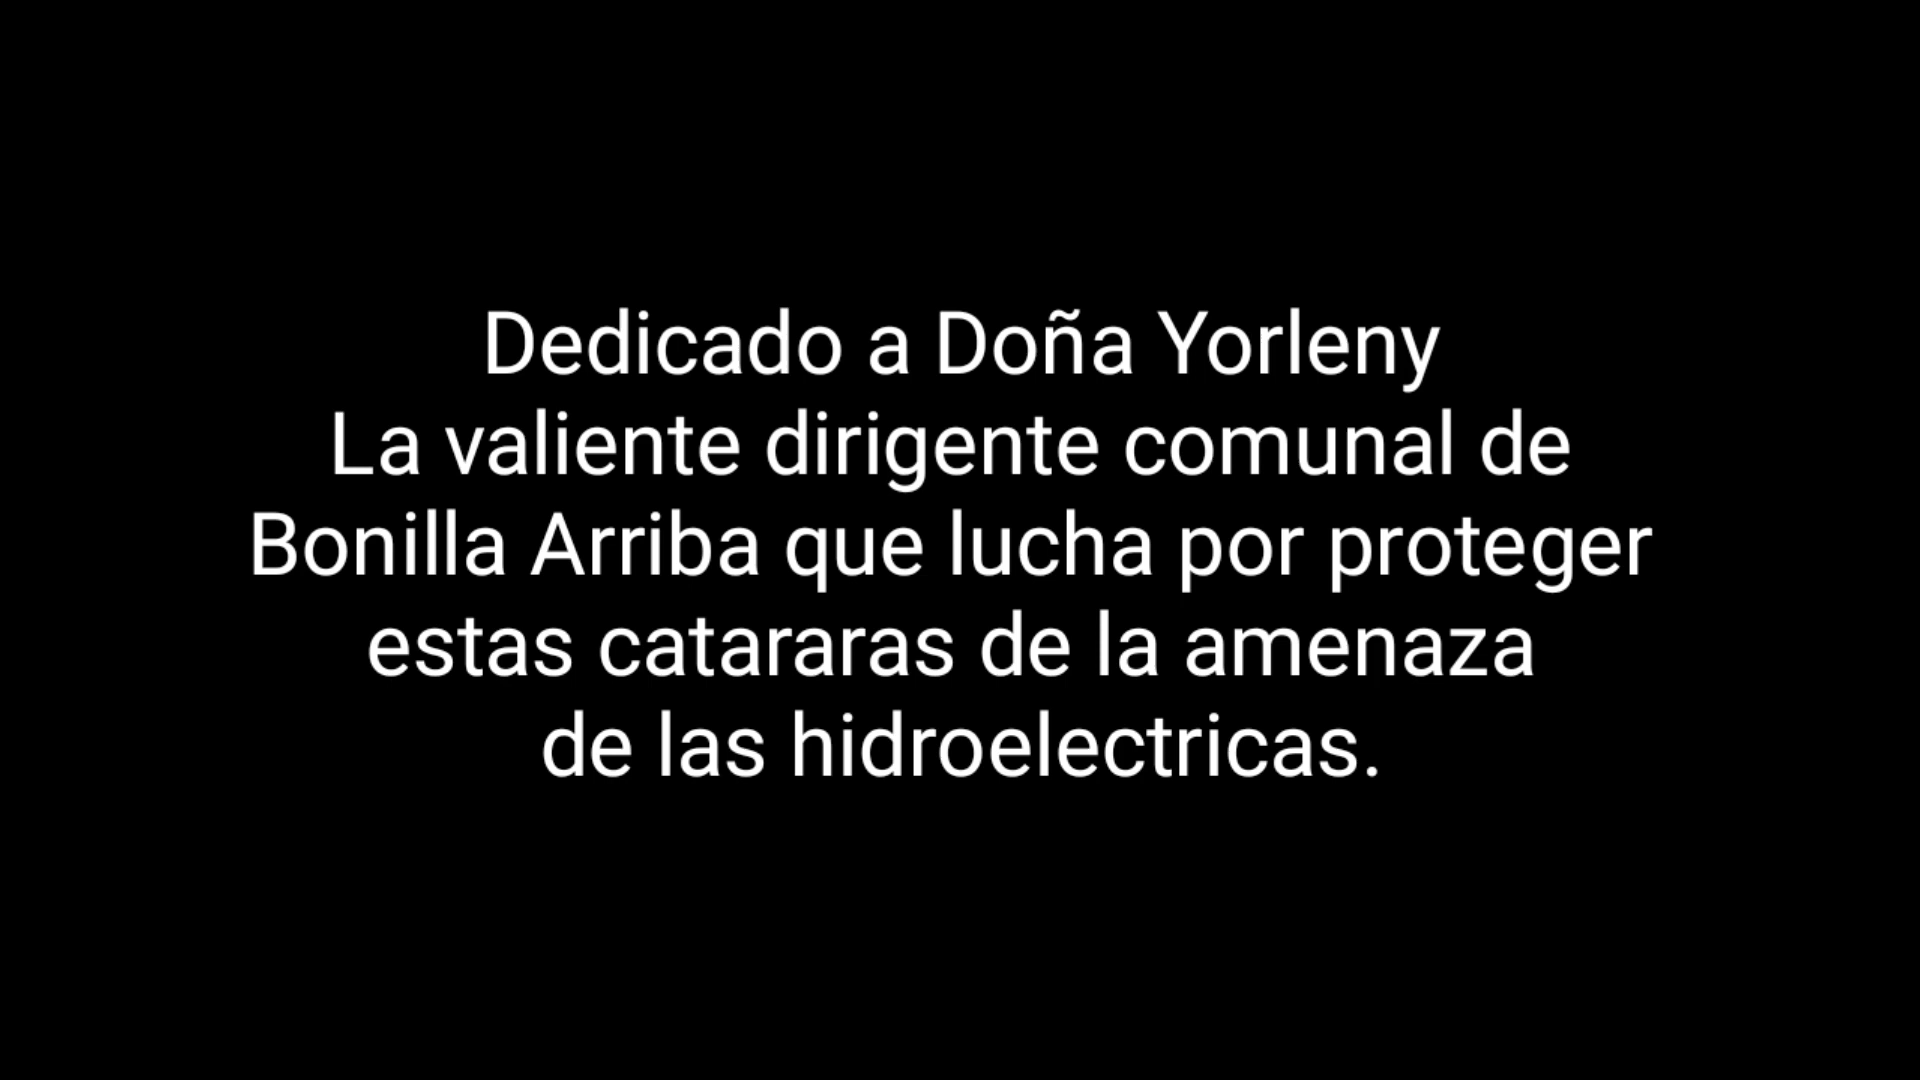 Dedicado a Doña Yorleny
La valiente dirigente comunal de
Bonilla Arriba que lucha por proteger
estas catararas de la amenaza
de las hidroelectricas.